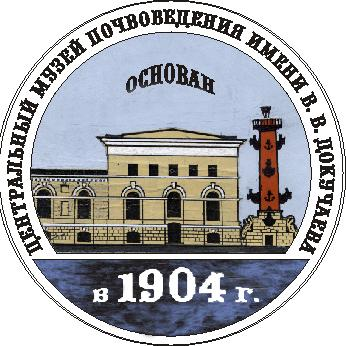 ЦЕНТРАЛЬНЫЙ МУЗЕЙ ПОЧВОВЕДЕНИЯ ИМЕНИ В. В. ДОКУЧАЕВА
ОСНОВАН
в 1904 г.